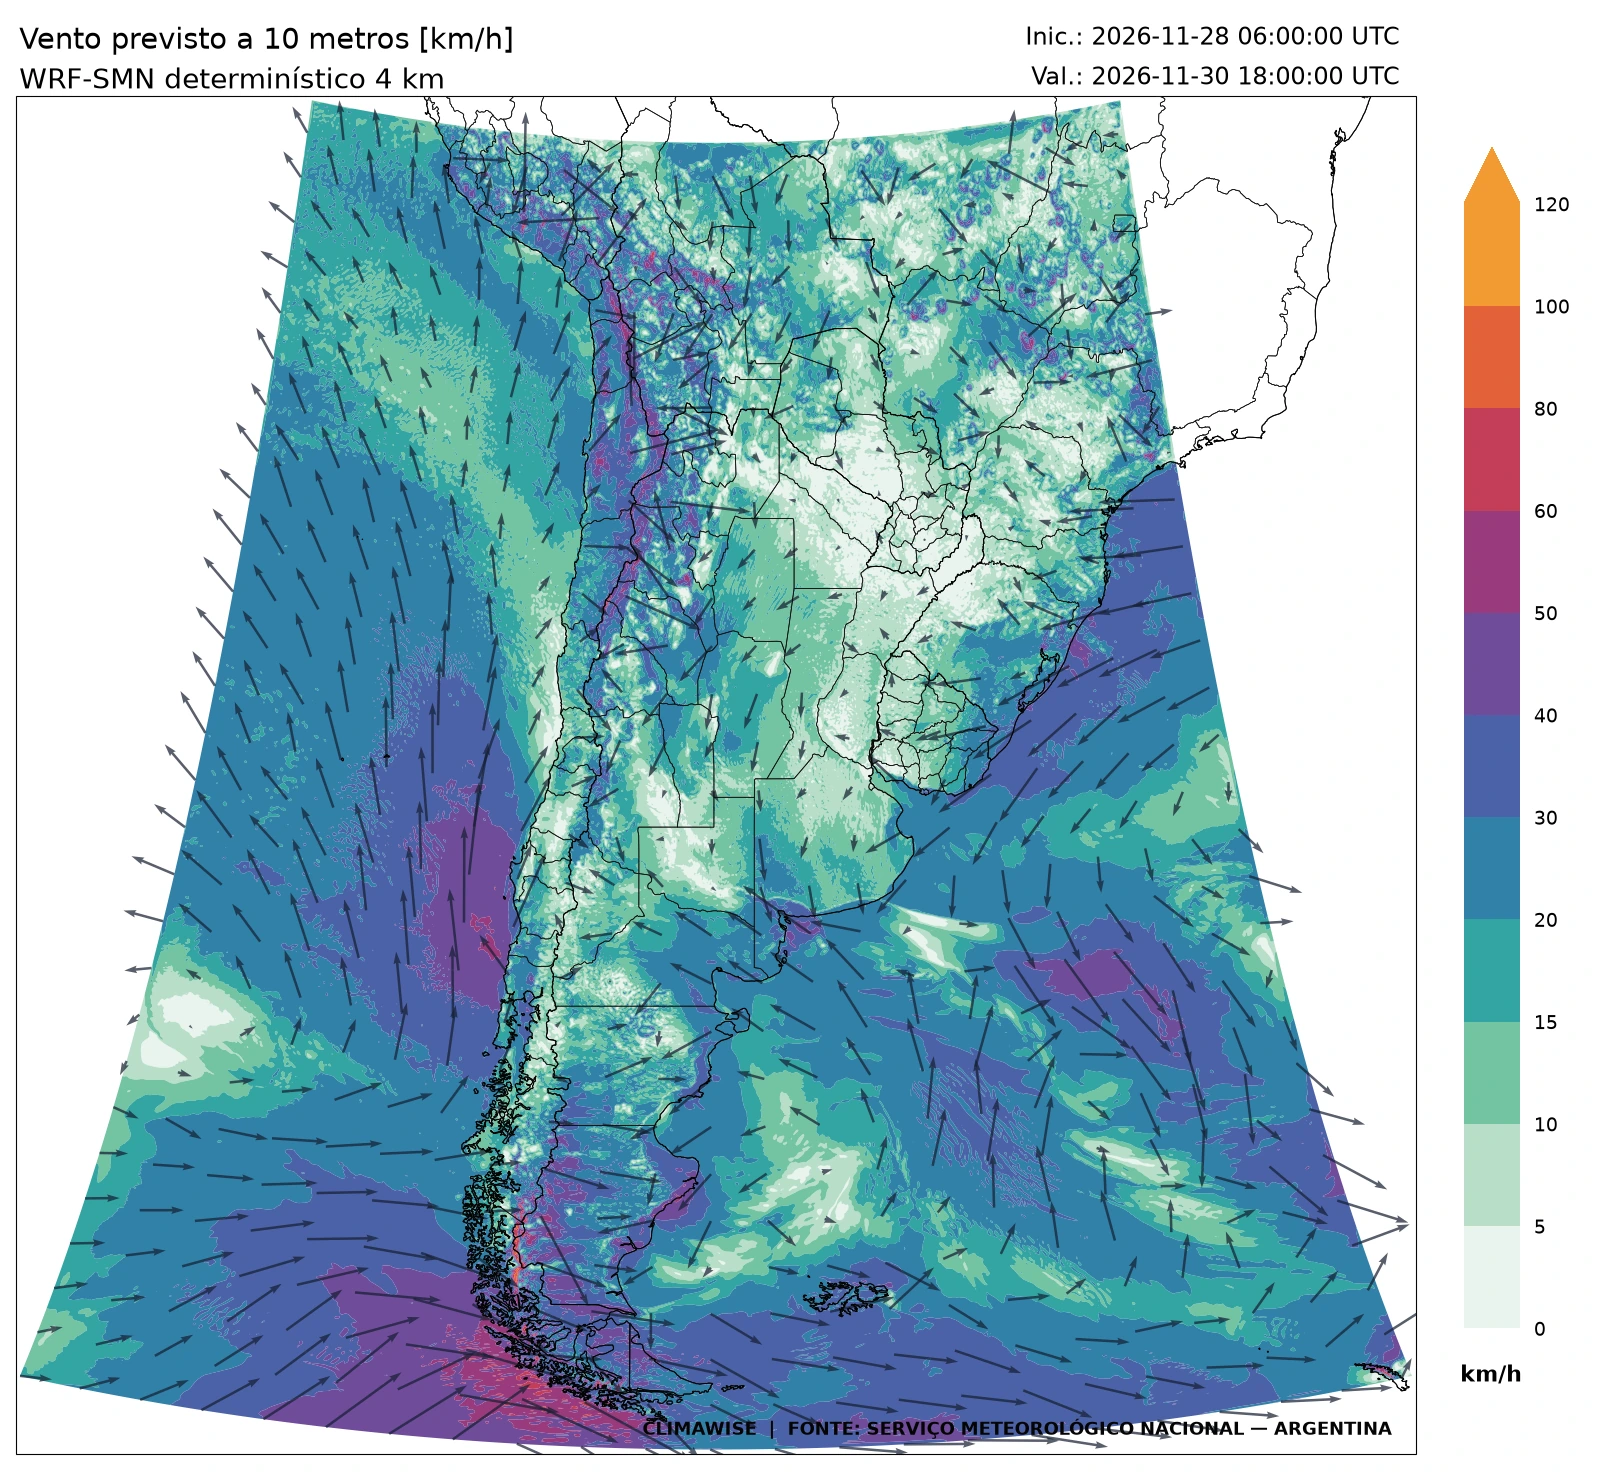 Vento previsto a 10 metros [km/h]
WRF-SMN determinístico 4 km
Inic.: 2026-11-28 06:00:00 UTC
Val.: 2026-11-30 18:00:00 UTC
120
100
80
60
50
40
30
20
15
10
5
0
km/h
CLIMAWISE | FONTE: SERVIÇO METEOROLÓGICO NACIONAL — ARGENTINA